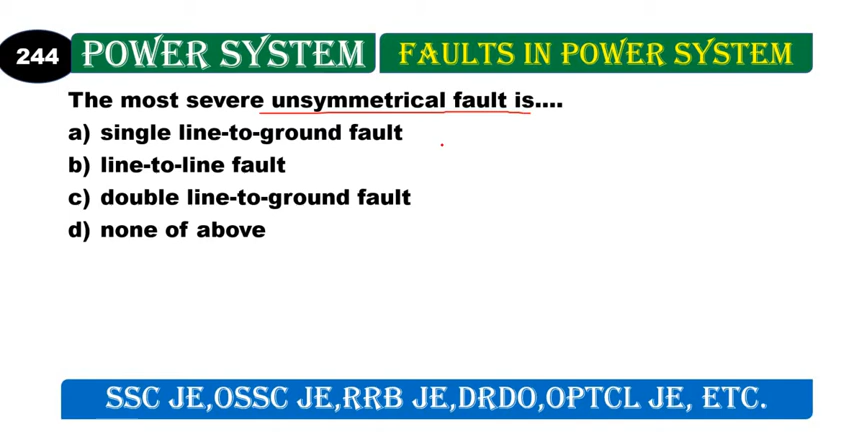 244 POWER SYSTEM FAULTS IN POWER SYSTEM
The most severe unsymmetrical fault is....
a) single line-to-ground fault
b) line-to-line fault
c) double line-to-ground fault
d) none of above
SSC JE,OSSC JE,RRB JE,DRDO,OPTCL JE, ETC.